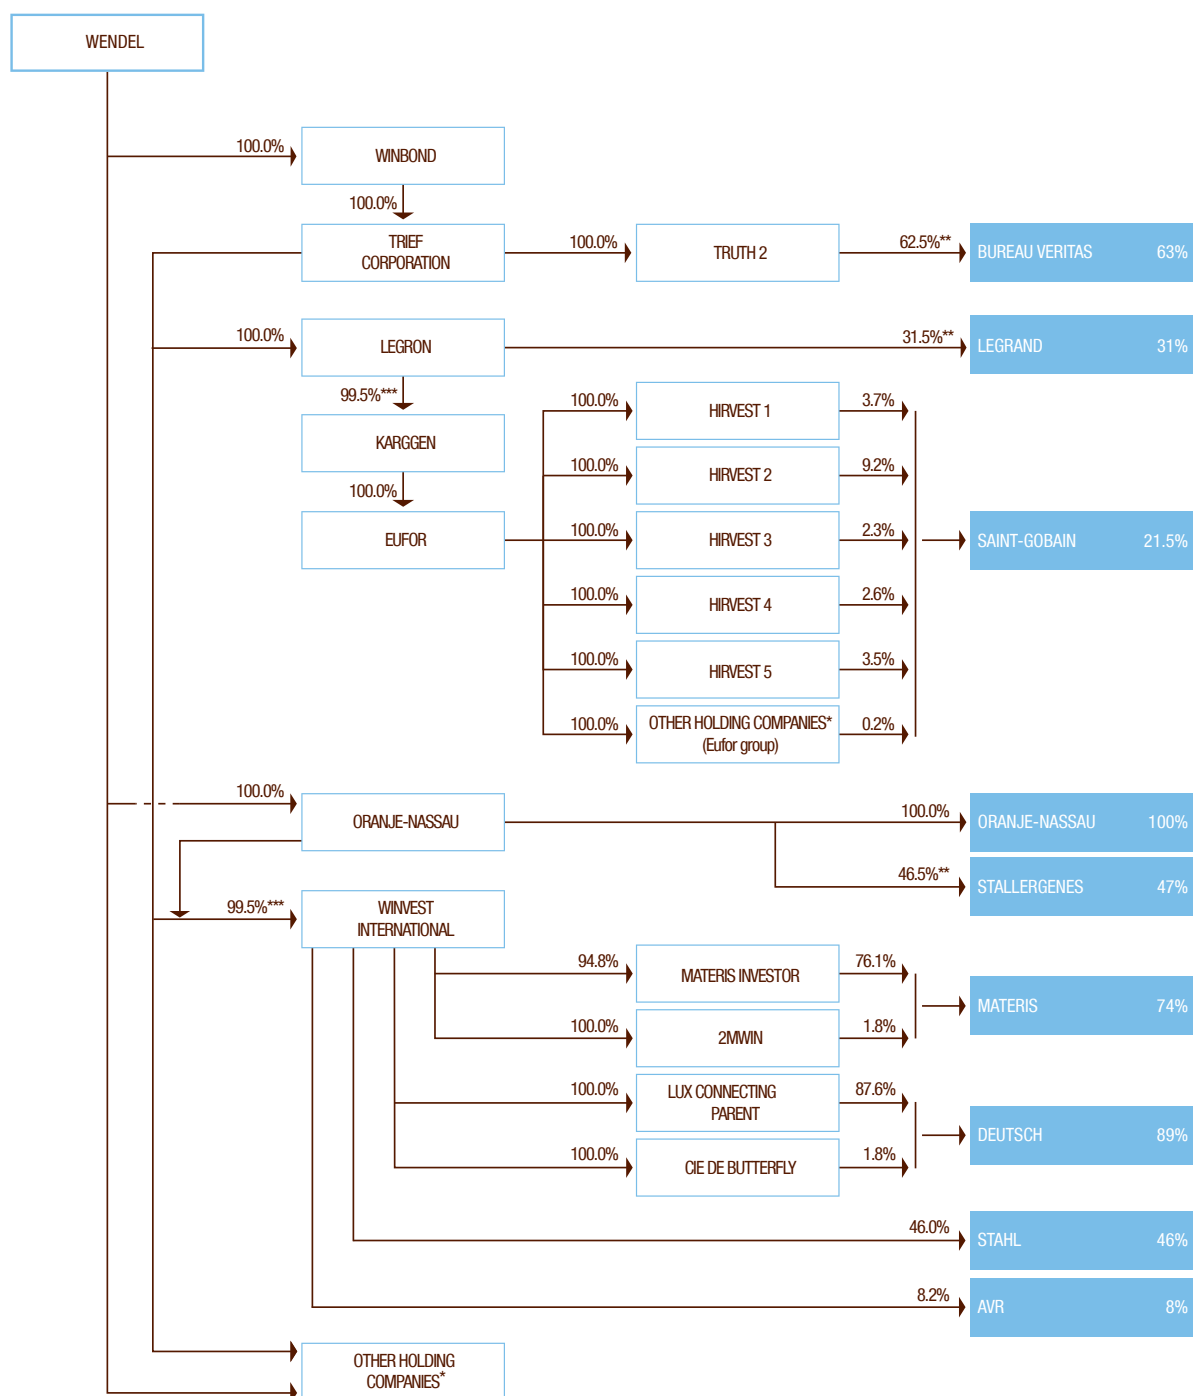 WENDEL
100.0%
WINBOND
100.0%
TRIEF
CORPORATION
100.0%
TRUTH 2
62.5%**
BUREAU VERITAS 63%
100.0%
LEGRON
31.5%**
LEGRAND 31%
99.5%***
KARGGEN
100.0%
EUFOR
100.0%
HIRVEST 1
3.7%
100.0%
HIRVEST 2
9.2%
100.0%
HIRVEST 3
2.3%
SAINT-GOBAIN 21.5%
100.0%
HIRVEST 4
2.6%
100.0%
HIRVEST 5
3.5%
100.0%
OTHER HOLDING COMPANIES*
(Eufor group)
0.2%
100.0%
ORANJE-NASSAU
100.0%
ORANJE-NASSAU 100%
46.5%**
STALLERGENES 47%
99.5%***
WINVEST
INTERNATIONAL
94.8%
MATERIS INVESTOR
76.1%
MATERIS 74%
100.0%
2MWIN
1.8%
100.0%
LUX CONNECTING
PARENT
87.6%
DEUTSCH 89%
100.0%
CIE DE BUTTERFLY
1.8%
46.0%
STAHL 46%
8.2%
AVR 8%
OTHER HOLDING
COMPANIES*